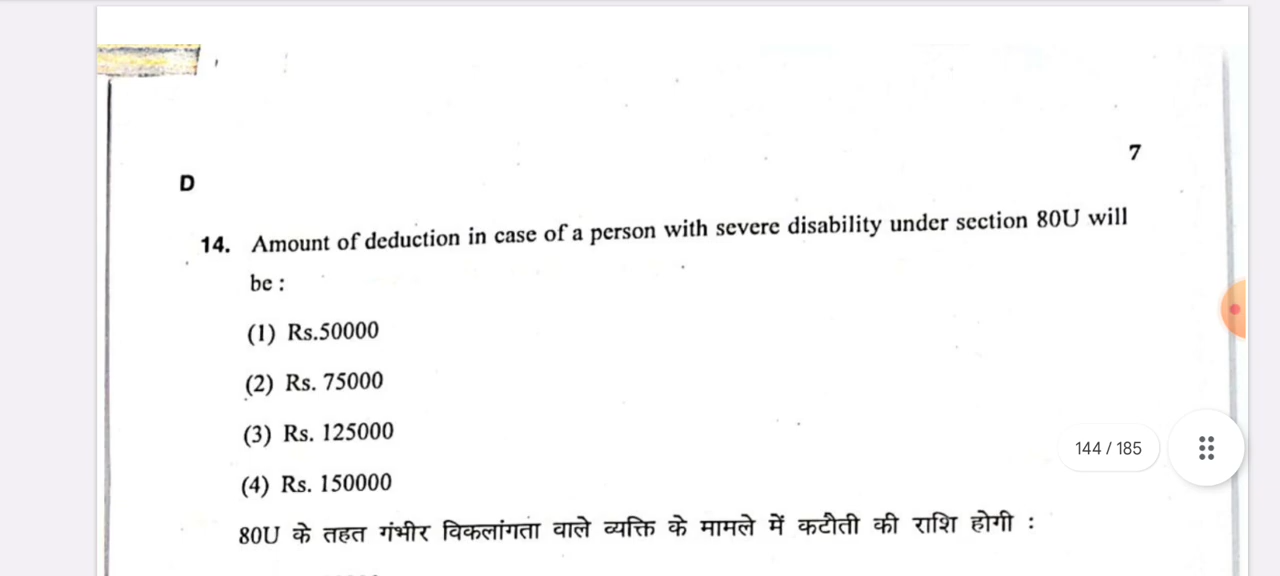 7
D
14. Amount of deduction in case of a person with severe disability under section 80U will
be :
(1) Rs.50000
(2) Rs. 75000
(3) Rs. 125000
(4) Rs. 150000
144 / 185
80U के तहत गंभीर विकलांगता वाले व्यक्ति के मामले में कटौती की राशि होगी :